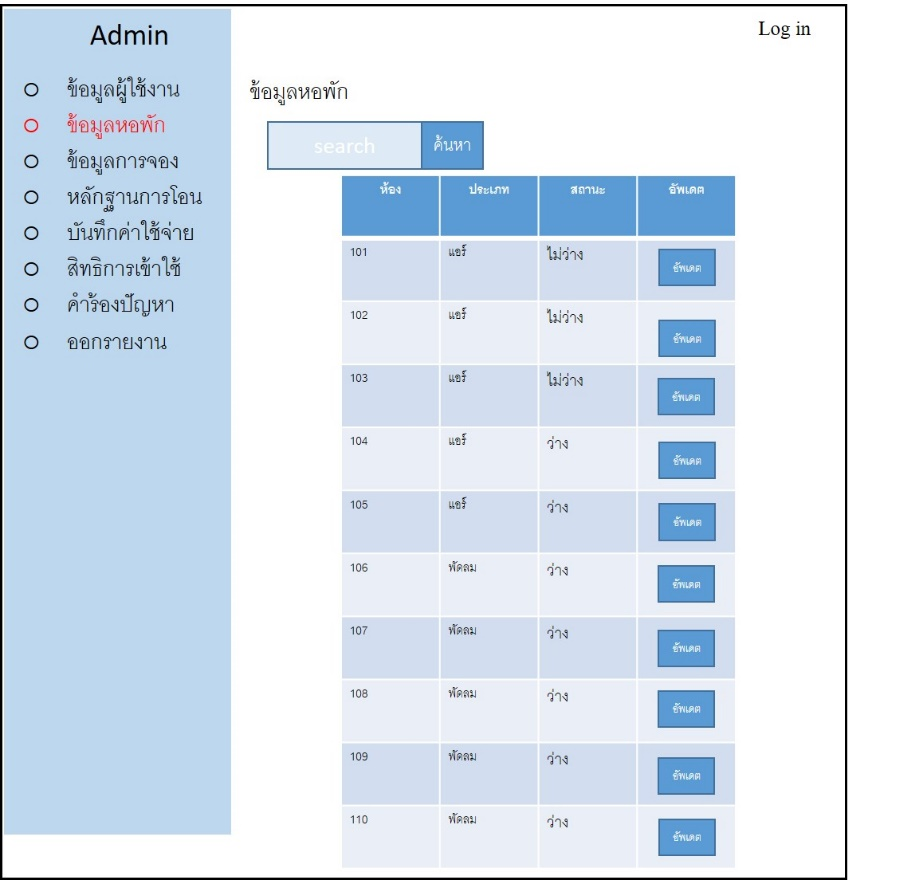 Admin
Log in
ข้อมูลผู้ใช้งาน
ข้อมูลหอพัก
ข้อมูลการจอง
หลักฐานการโอน
บันทึกค่าใช้จ่าย
สิทธิการเข้าใช้
คำร้องปัญหา
ออกรายงาน
ข้อมูลหอพัก
search ค้นหา
ห้อง ประเภท สถานะ อัพเดต
101 แอร์ ไม่ว่าง อัพเดต
102 แอร์ ไม่ว่าง อัพเดต
103 แอร์ ไม่ว่าง อัพเดต
104 แอร์ ว่าง อัพเดต
105 แอร์ ว่าง อัพเดต
106 พัดลม ว่าง อัพเดต
107 พัดลม ว่าง อัพเดต
108 พัดลม ว่าง อัพเดต
109 พัดลม ว่าง อัพเดต
110 พัดลม ว่าง อัพเดต